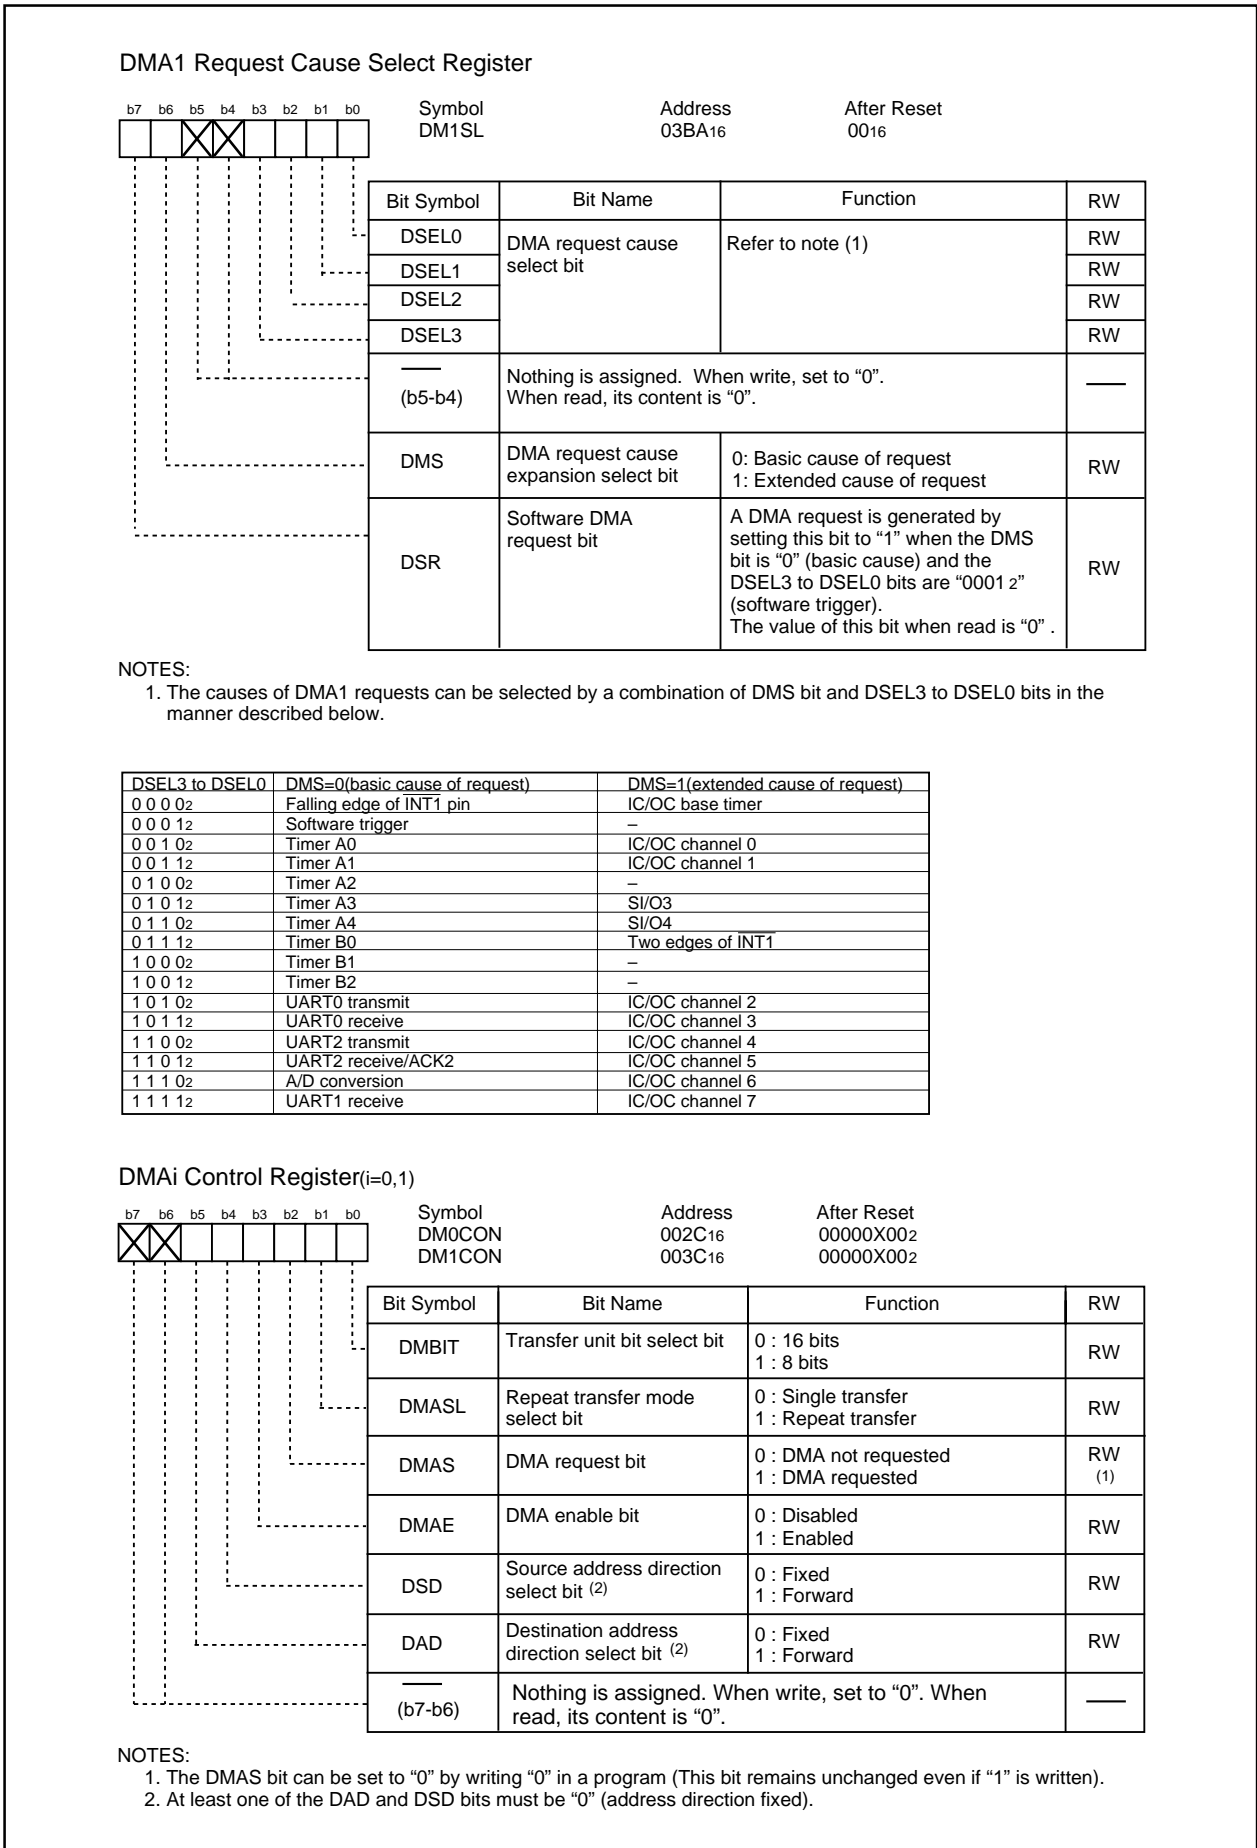 DMA1 Request Cause Select Register
b7 b6 b5 b4 b3 b2 b1 b0
Symbol Address After Reset
DM1SL 03BA16 0016
Bit Symbol Bit Name Function RW
DSEL0 DMA request cause select bit Refer to note (1) RW
DSEL1 RW
DSEL2 RW
DSEL3 RW
(b5-b4) Nothing is assigned. When write, set to “0”.
When read, its content is “0”.
DMS DMA request cause expansion select bit 0: Basic cause of request
1: Extended cause of request RW
DSR Software DMA request bit A DMA request is generated by
setting this bit to “1” when the DMS
bit is “0” (basic cause) and the
DSEL3 to DSEL0 bits are “0001 2”
(software trigger).
The value of this bit when read is “0” . RW
NOTES:
1. The causes of DMA1 requests can be selected by a combination of DMS bit and DSEL3 to DSEL0 bits in the
manner described below.
DSEL3 to DSEL0 DMS=0(basic cause of request) DMS=1(extended cause of request)
0 0 0 02 Falling edge of INT1 pin IC/OC base timer
0 0 0 12 Software trigger –
0 0 1 02 Timer A0 IC/OC channel 0
0 0 1 12 Timer A1 IC/OC channel 1
0 1 0 02 Timer A2 –
0 1 0 12 Timer A3 SI/O3
0 1 1 02 Timer A4 SI/O4
0 1 1 12 Timer B0 Two edges of INT1
1 0 0 02 Timer B1 –
1 0 0 12 Timer B2 –
1 0 1 02 UART0 transmit IC/OC channel 2
1 0 1 12 UART0 receive IC/OC channel 3
1 1 0 02 UART2 transmit IC/OC channel 4
1 1 0 12 UART2 receive/ACK2 IC/OC channel 5
1 1 1 02 A/D conversion IC/OC channel 6
1 1 1 12 UART1 receive IC/OC channel 7
DMAi Control Register(i=0,1)
b7 b6 b5 b4 b3 b2 b1 b0
Symbol Address After Reset
DM0CON 002C16 00000X002
DM1CON 003C16 00000X002
Bit Symbol Bit Name Function RW
DMBIT Transfer unit bit select bit 0 : 16 bits
1 : 8 bits RW
DMASL Repeat transfer mode select bit 0 : Single transfer
1 : Repeat transfer RW
DMAS DMA request bit 0 : DMA not requested
1 : DMA requested RW (1)
DMAE DMA enable bit 0 : Disabled
1 : Enabled RW
DSD Source address direction select bit (2) 0 : Fixed
1 : Forward RW
DAD Destination address direction select bit (2) 0 : Fixed
1 : Forward RW
(b7-b6) Nothing is assigned. When write, set to “0”. When
read, its content is “0”.
NOTES:
1. The DMAS bit can be set to “0” by writing “0” in a program (This bit remains unchanged even if “1” is written).
2. At least one of the DAD and DSD bits must be “0” (address direction fixed).